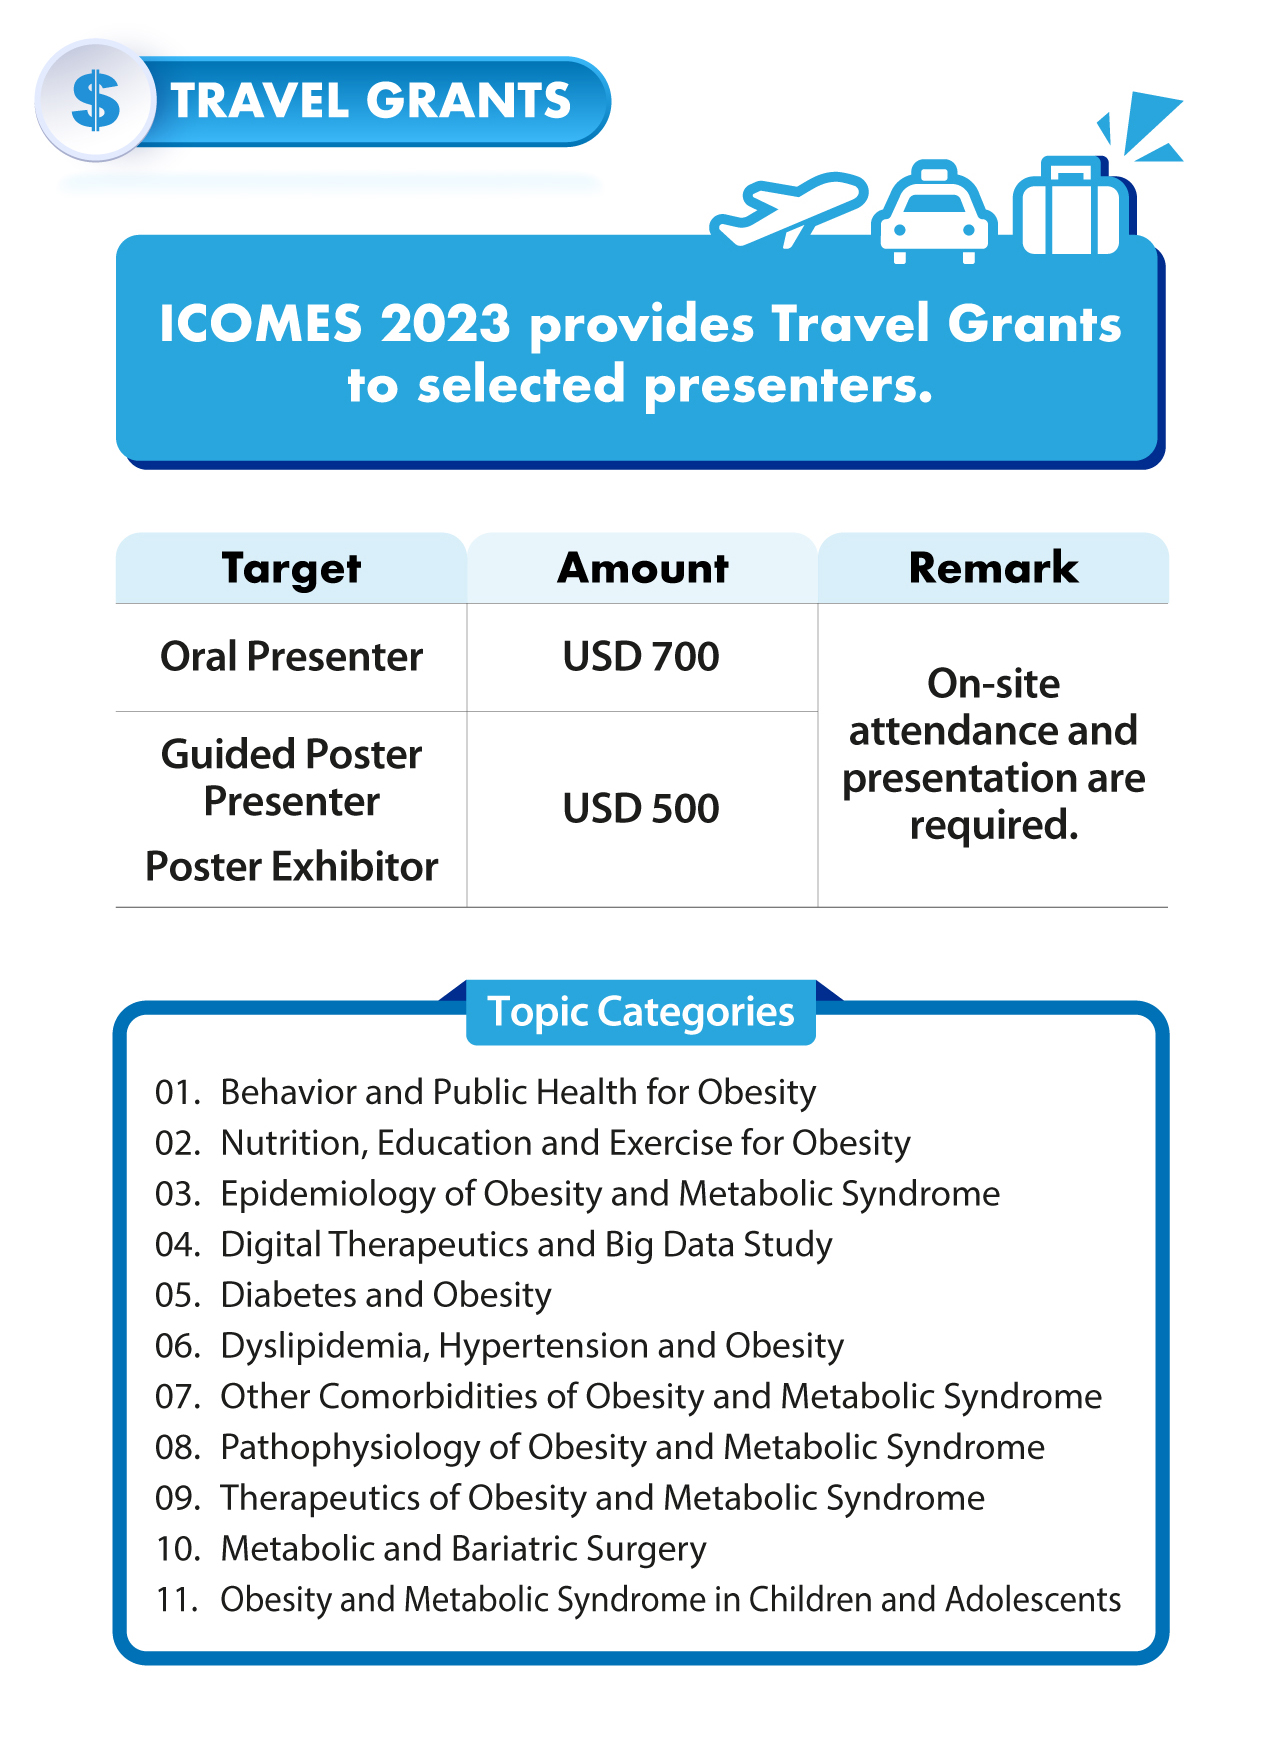 $ TRAVEL GRANTS
ICOMES 2023 provides Travel Grants
to selected presenters.
Target Amount Remark
Oral Presenter USD 700
Guided Poster
Presenter
Poster Exhibitor
USD 500
On-site
attendance and
presentation are
required.
Topic Categories
01. Behavior and Public Health for Obesity
02. Nutrition, Education and Exercise for Obesity
03. Epidemiology of Obesity and Metabolic Syndrome
04. Digital Therapeutics and Big Data Study
05. Diabetes and Obesity
06. Dyslipidemia, Hypertension and Obesity
07. Other Comorbidities of Obesity and Metabolic Syndrome
08. Pathophysiology of Obesity and Metabolic Syndrome
09. Therapeutics of Obesity and Metabolic Syndrome
10. Metabolic and Bariatric Surgery
11. Obesity and Metabolic Syndrome in Children and Adolescents